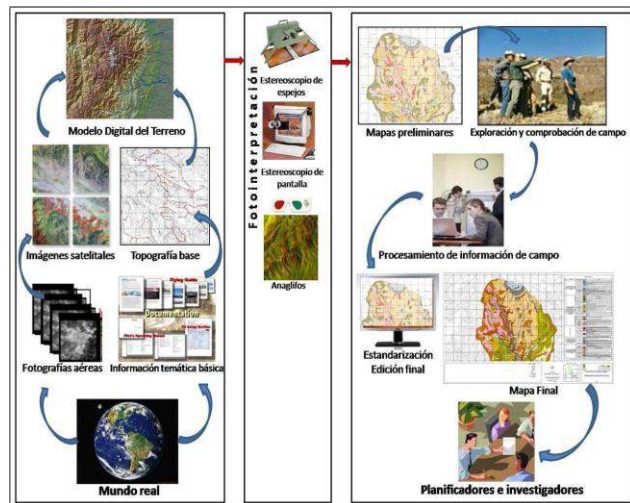 Modelo Digital del Terreno
Imágenes satelitales
Topografía base
Documentation
Fotografías aéreas
Información temática básica
Mundo real
Fotointerpretación
Estereoscopio de
espejos
Estereoscopio de
pantalla
Anaglifos
Mapas preliminares
Exploración y comprobación de campo
Procesamiento de información de campo
Estandarización
Edición final
Mapa Final
Planificadores e investigadores